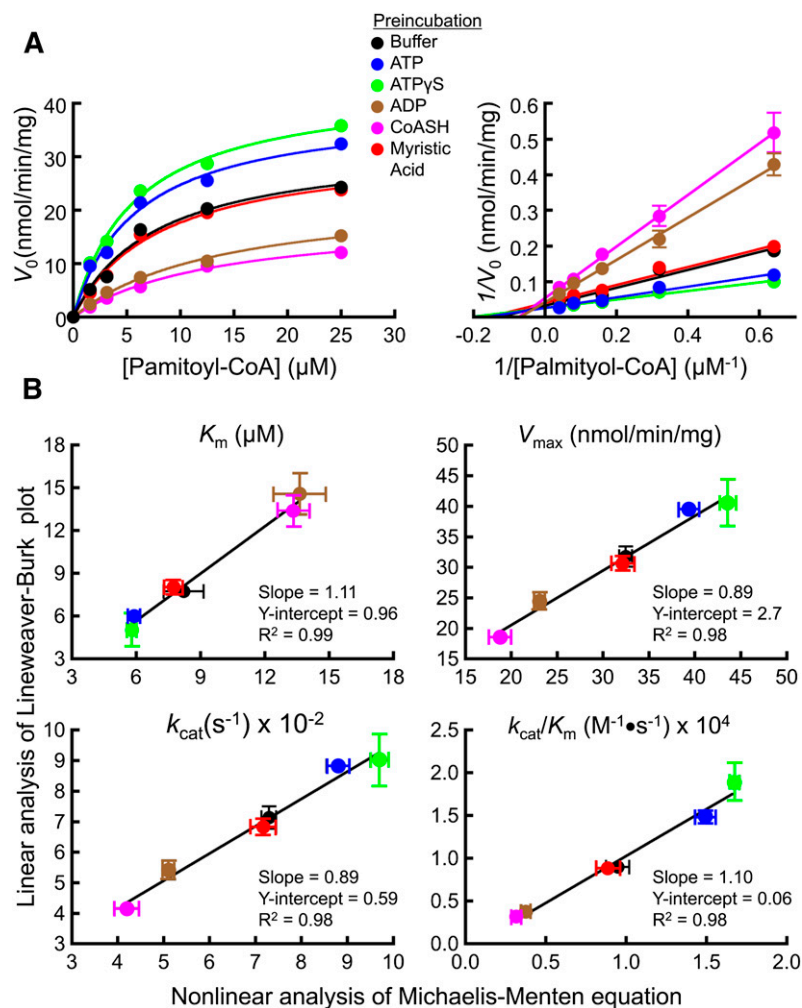 A
Preincubation
Buffer
ATP
ATPγS
ADP
CoASH
Myristic
Acid
V0(nmol/min/mg)
40
30
20
10
0
0 5 10 15 20 25 30
[Pamitoyl-CoA] (µM)
1/V0 (nmol/min/mg)
0.6
0.5
0.4
0.3
0.2
0.1
-0.2 0.0 0.2 0.4 0.6
1/[Palmityol-CoA] (µM-1)
B
Linear analysis of Lineweaver-Burk plot
Km (µM)
18
15
12
9
6
3
3 6 9 12 15 18
Slope = 1.11
Y-intercept = 0.96
R2 = 0.99
Vmax (nmol/min/mg)
50
45
40
35
30
25
20
15
15 20 25 30 35 40 45 50
Slope = 0.89
Y-intercept = 2.7
R2 = 0.98
kcat(s-1) x 10-2
10
9
8
7
6
5
4
3
3 4 5 6 7 8 9 10
Slope = 0.89
Y-intercept = 0.59
R2 = 0.98
kcat/Km (M-1•s-1) x 104
2.5
2.0
1.5
1.0
0.5
0.0
0.0 0.5 1.0 1.5 2.0
Slope = 1.10
Y-intercept = 0.06
R2 = 0.98
Nonlinear analysis of Michaelis-Menten equation